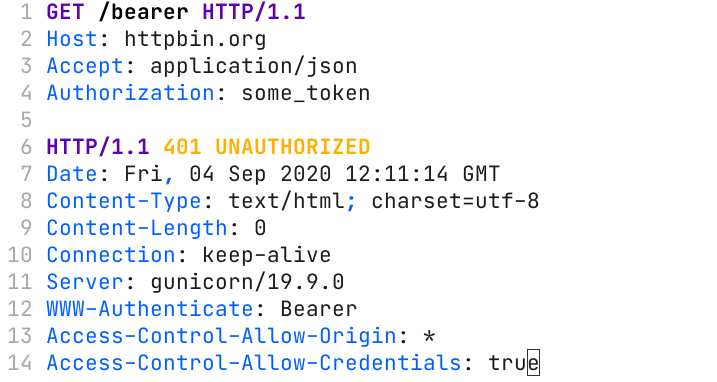 1 GET /bearer HTTP/1.1
2 Host: httpbin.org
3 Accept: application/json
4 Authorization: some_token
5
6 HTTP/1.1 401 UNAUTHORIZED
7 Date: Fri, 04 Sep 2020 12:11:14 GMT
8 Content-Type: text/html; charset=utf-8
9 Content-Length: 0
10 Connection: keep-alive
11 Server: gunicorn/19.9.0
12 WWW-Authenticate: Bearer
13 Access-Control-Allow-Origin: *
14 Access-Control-Allow-Credentials: true